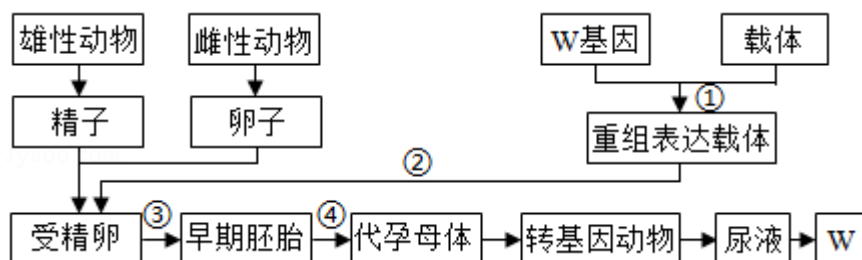 雄性动物 雌性动物 W基因 载体
①
精子 卵子 重组表达载体
②
受精卵 ③ 早期胚胎 ④ 代孕母体 转基因动物 尿液 W